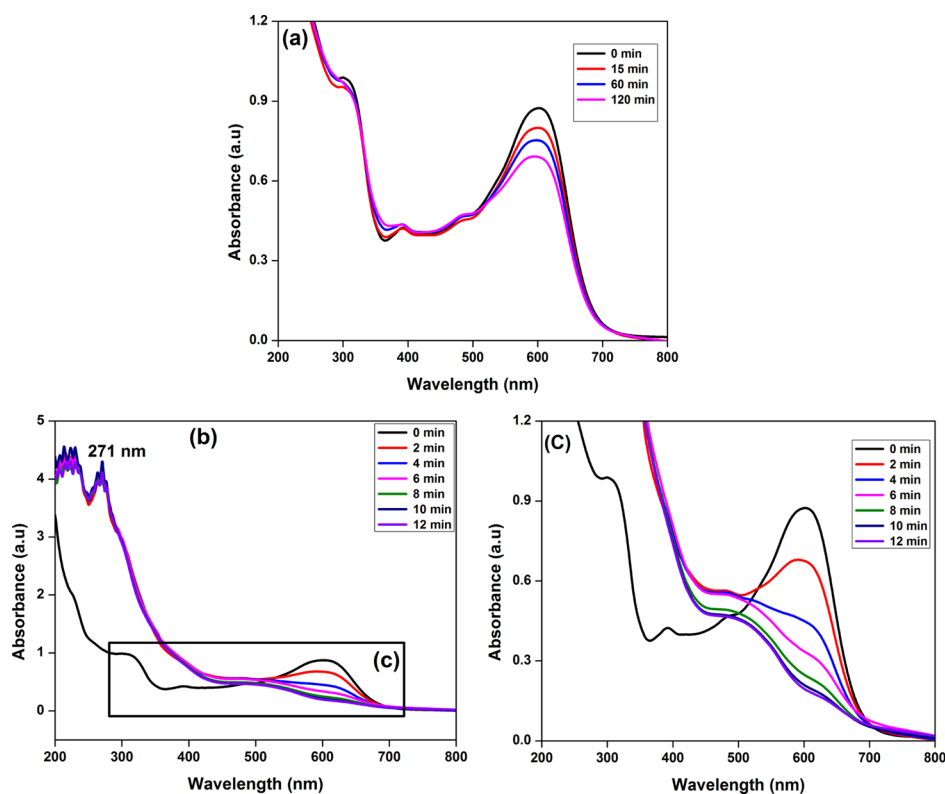 (a)
0 min
15 min
60 min
120 min
1.2
0.9
0.6
0.3
0.0
Absorbance (a.u)
200 300 400 500 600 700 800
Wavelength (nm)
(b)
271 nm
0 min
2 min
4 min
6 min
8 min
10 min
12 min
(c)
5
4
3
2
1
0
Absorbance (a.u)
200 300 400 500 600 700 800
Wavelength (nm)
(C)
0 min
2 min
4 min
6 min
8 min
10 min
12 min
1.2
0.9
0.6
0.3
0.0
Absorbance (a.u)
300 400 500 600 700 800
Wavelength (nm)